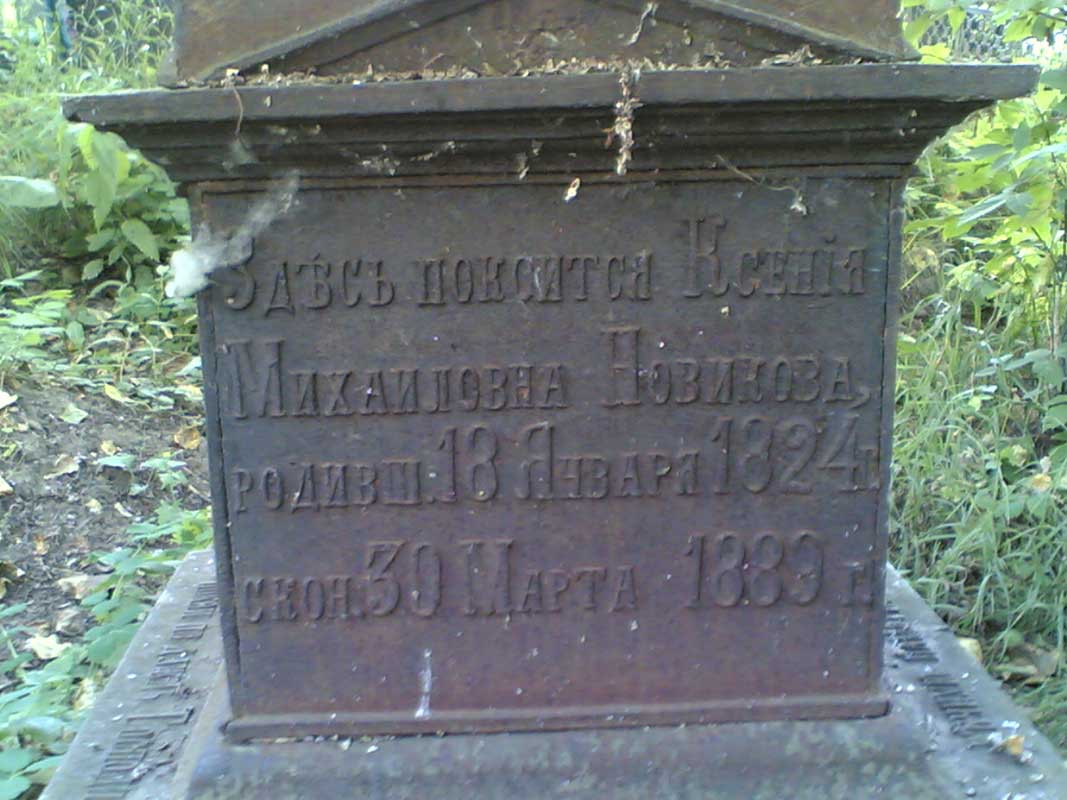 Здѣсь покоится Ксенія
Михаиловна Новикова,
родивш. 18 Января 1824 г.
скон. 30 Марта 1889 г.